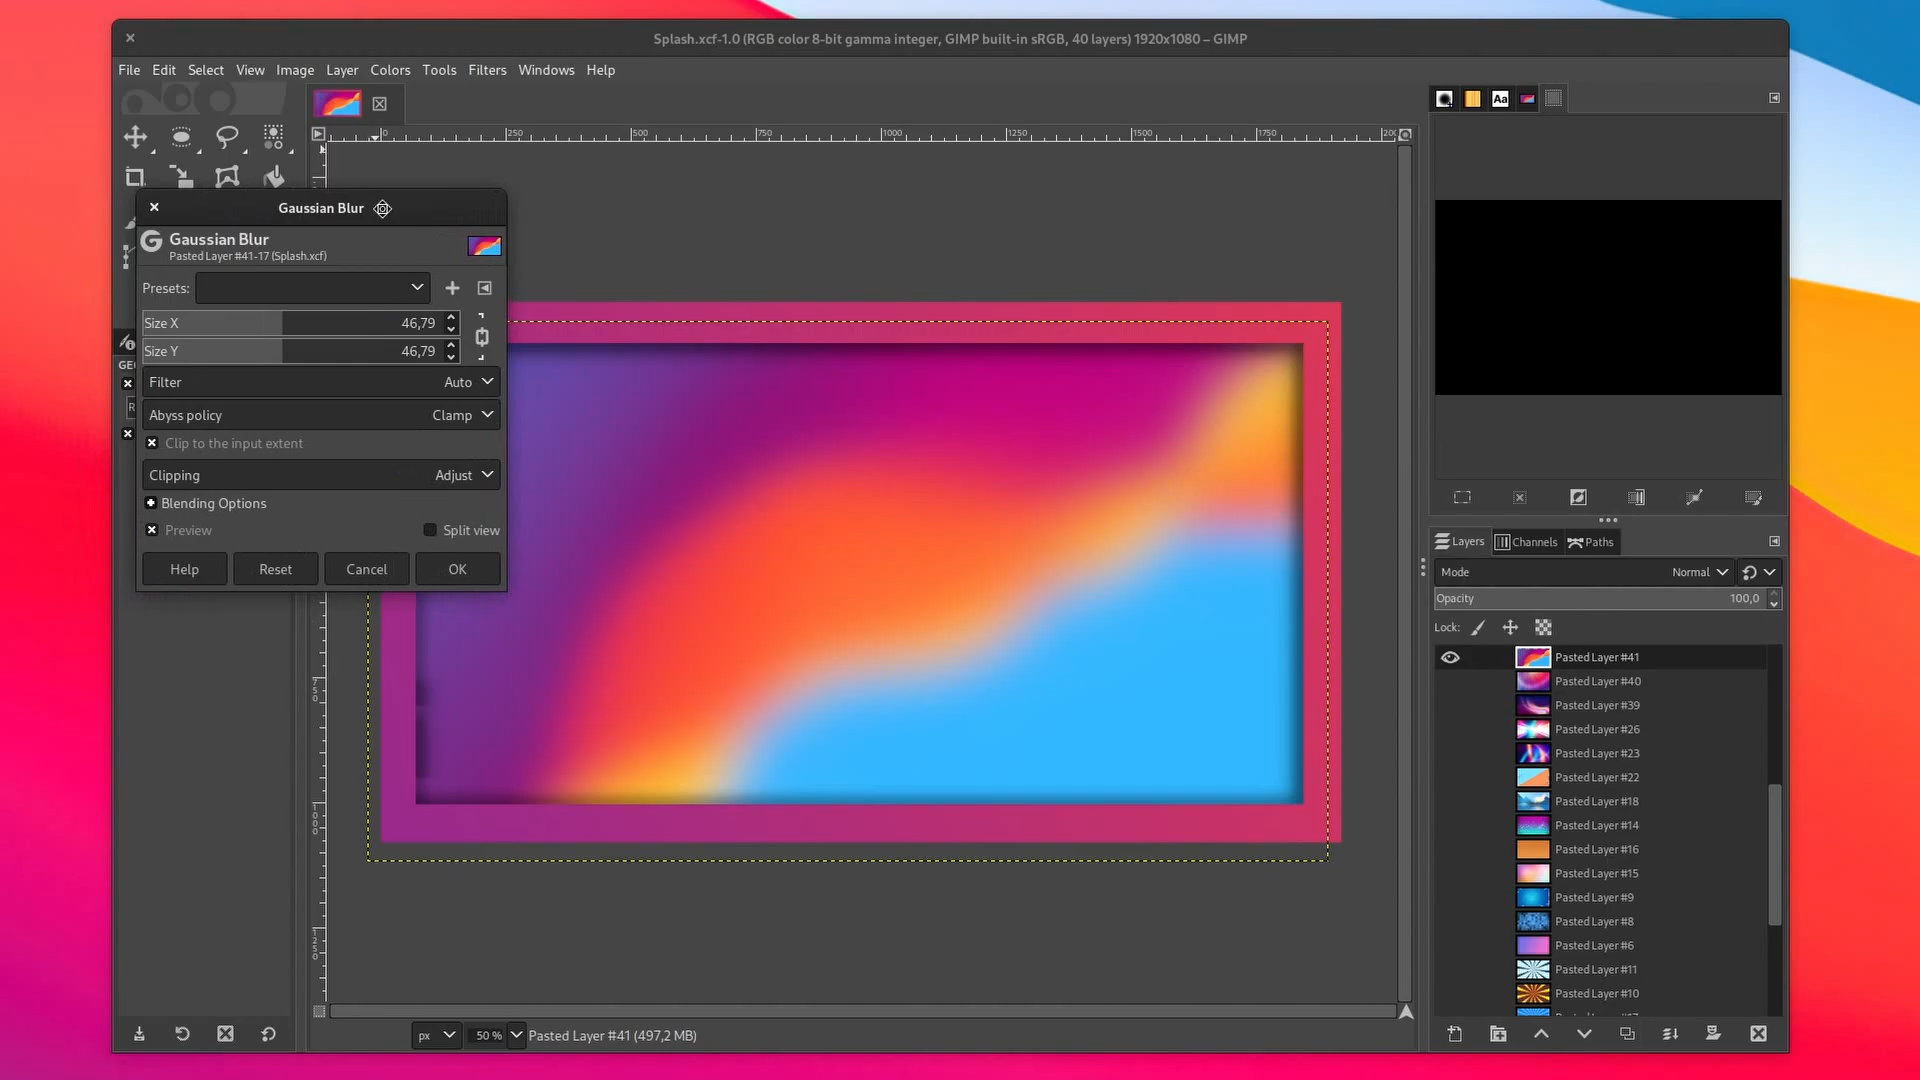 Splash.xcf-1.0 (RGB color 8-bit gamma integer, GIMP built-in sRGB, 40 layers) 1920x1080 – GIMP
File Edit Select View Image Layer Colors Tools Filters Windows Help
Aa
0 250 500 750 1000 1250 1500 1750
Gaussian Blur
Gaussian Blur
Pasted Layer #41-17 (Splash.xcf)
Presets:
Size X 46,79
Size Y 46,79
Filter Auto
Abyss policy Clamp
Clip to the input extent
Clipping Adjust
Blending Options
Preview Split view
Help Reset Cancel OK
750
1000
1250
px 50 % Pasted Layer #41 (497,2 MB)
Layers Channels Paths
Mode Normal
Opacity 100,0
Lock:
Pasted Layer #41
Pasted Layer #40
Pasted Layer #39
Pasted Layer #26
Pasted Layer #23
Pasted Layer #22
Pasted Layer #18
Pasted Layer #14
Pasted Layer #16
Pasted Layer #15
Pasted Layer #9
Pasted Layer #8
Pasted Layer #6
Pasted Layer #11
Pasted Layer #10